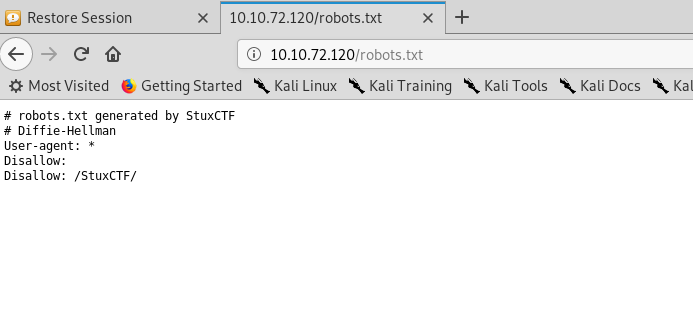 Restore Session
10.10.72.120/robots.txt
10.10.72.120/robots.txt
Most Visited Getting Started Kali Linux Kali Training Kali Tools Kali Docs Kal
# robots.txt generated by StuxCTF
# Diffie-Hellman
User-agent: *
Disallow:
Disallow: /StuxCTF/